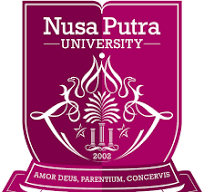 Nusa Putra
UNIVERSITY
2002
AMOR DEUS, PARENTIUM, CONCERVIS